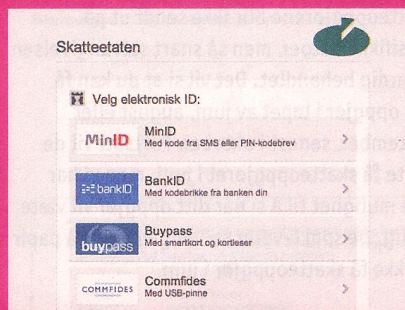 Skatteetaten
Velg elektronisk ID:
MinID
MinID
Med kode fra SMS eller PIN-kodebrev
bankID
BankID
Med kodebrikke fra banken din
buypass
Buypass
Med smartkort og kortleser
COMMFIDES
Commfides
Med USB-pinne